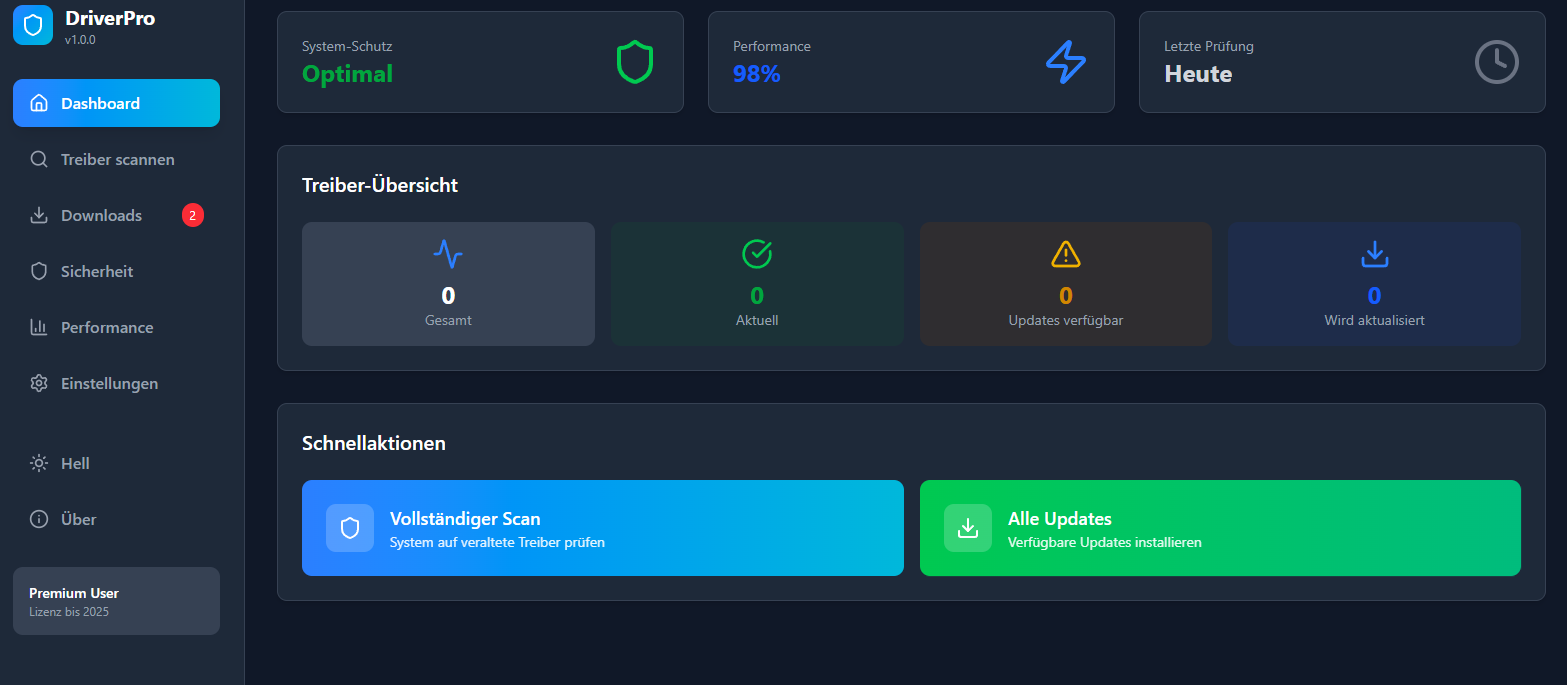 DriverPro
v1.0.0
Dashboard
Treiber scannen
Downloads
2
Sicherheit
Performance
Einstellungen
Hell
Über
Premium User
Lizenz bis 2025
System-Schutz
Optimal
Performance
98%
Letzte Prüfung
Heute
Treiber-Übersicht
0
Gesamt
0
Aktuell
0
Updates verfügbar
0
Wird aktualisiert
Schnellaktionen
Vollständiger Scan
System auf veraltete Treiber prüfen
Alle Updates
Verfügbare Updates installieren